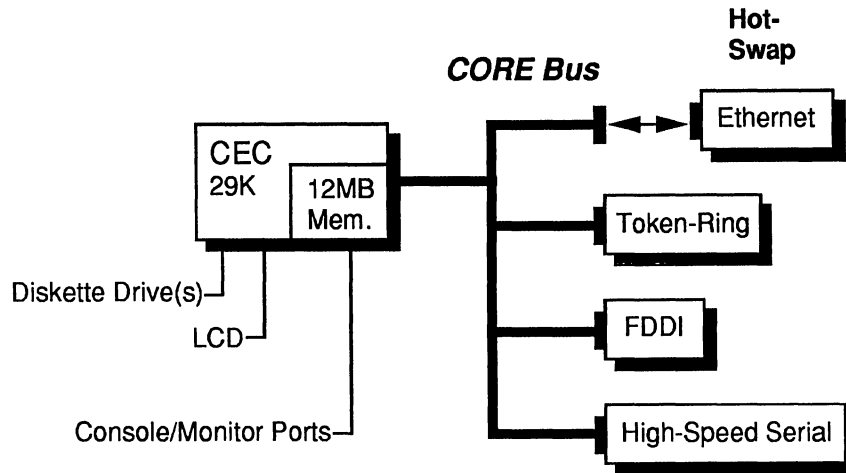 Hot-
Swap
CORE Bus
Ethernet
CEC
29K
12MB
Mem.
Token-Ring
Diskette Drive(s)
LCD
FDDI
Console/Monitor Ports
High-Speed Serial